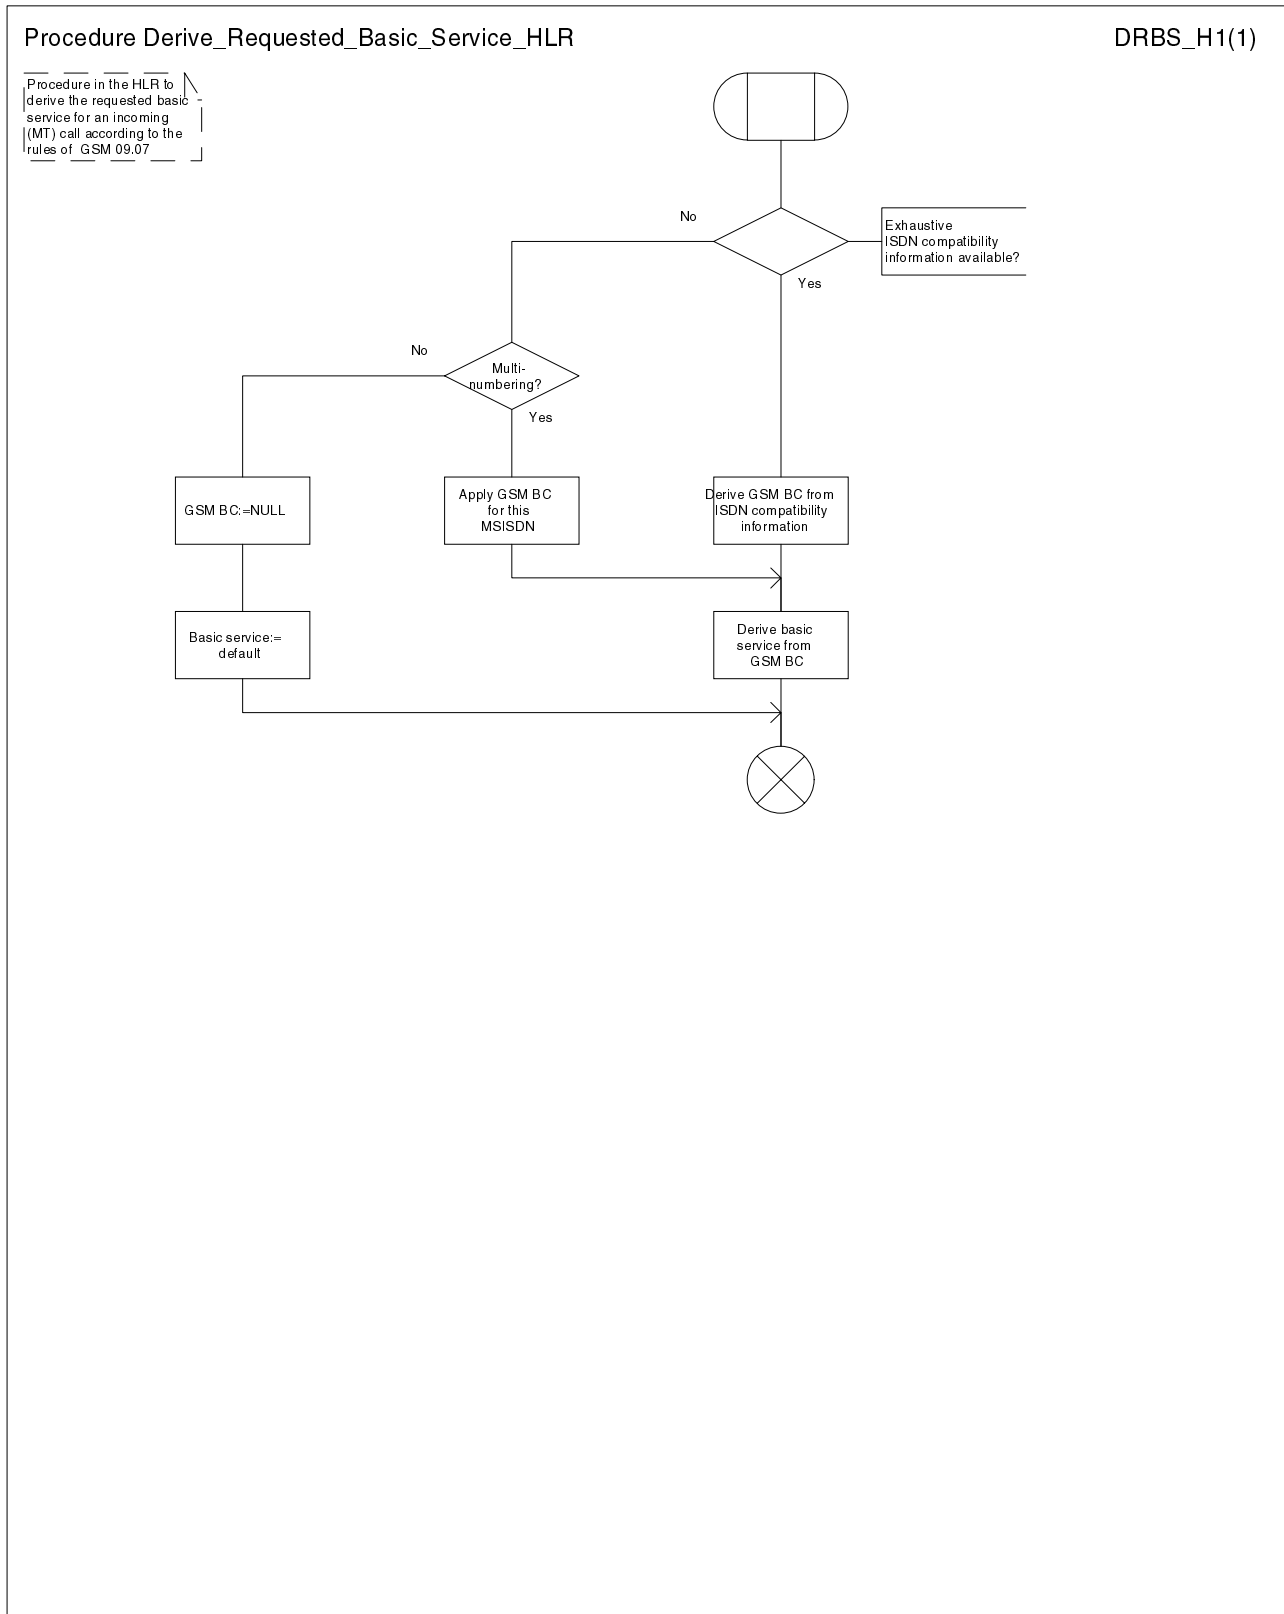 Procedure Derive_Requested_Basic_Service_HLR
DRBS_H1(1)
Procedure in the HLR to
derive the requested basic
service for an incoming
(MT) call according to the
rules of GSM 09.07
No
Exhaustive
ISDN compatibility
information available?
Yes
No
Multi-
numbering?
Yes
GSM BC:=NULL
Apply GSM BC
for this
MSISDN
Derive GSM BC from
ISDN compatibility
information
Basic service:=
default
Derive basic
service from
GSM BC